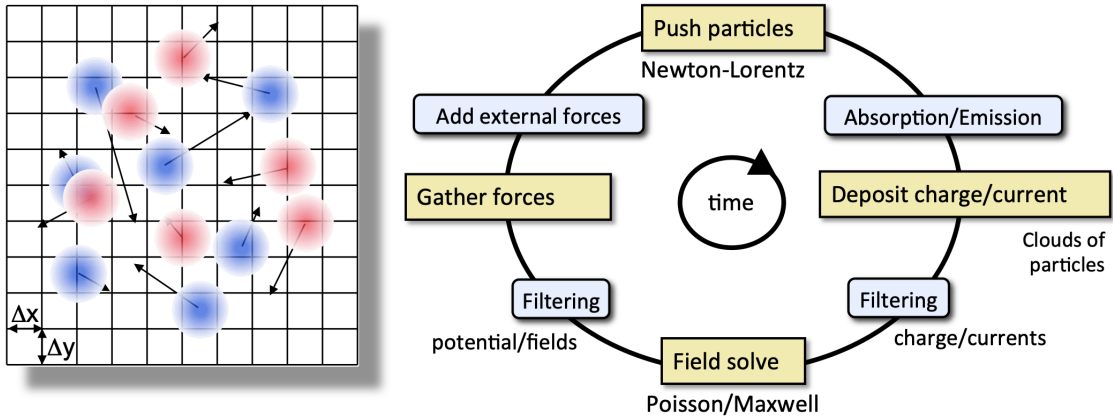 Δx
Δy
Push particles
Newton-Lorentz
Add external forces
Absorption/Emission
Gather forces
time
Deposit charge/current
Clouds of
particles
Filtering
potential/fields
Filtering
charge/currents
Field solve
Poisson/Maxwell